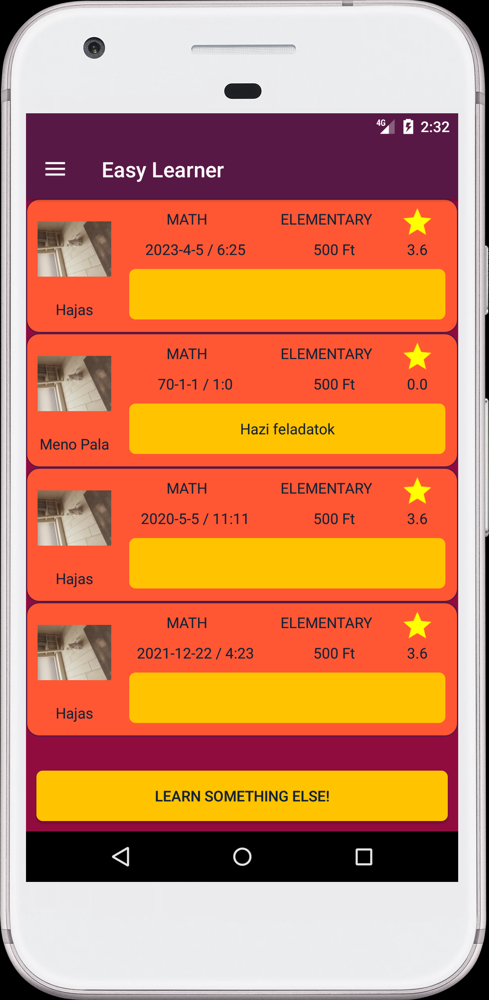 4G 2:32
Easy Learner
MATH ELEMENTARY
2023-4-5 / 6:25 500 Ft 3.6
Hajas
MATH ELEMENTARY
70-1-1 / 1:0 500 Ft 0.0
Hazi feladatok
Meno Pala
MATH ELEMENTARY
2020-5-5 / 11:11 500 Ft 3.6
Hajas
MATH ELEMENTARY
2021-12-22 / 4:23 500 Ft 3.6
Hajas
LEARN SOMETHING ELSE!